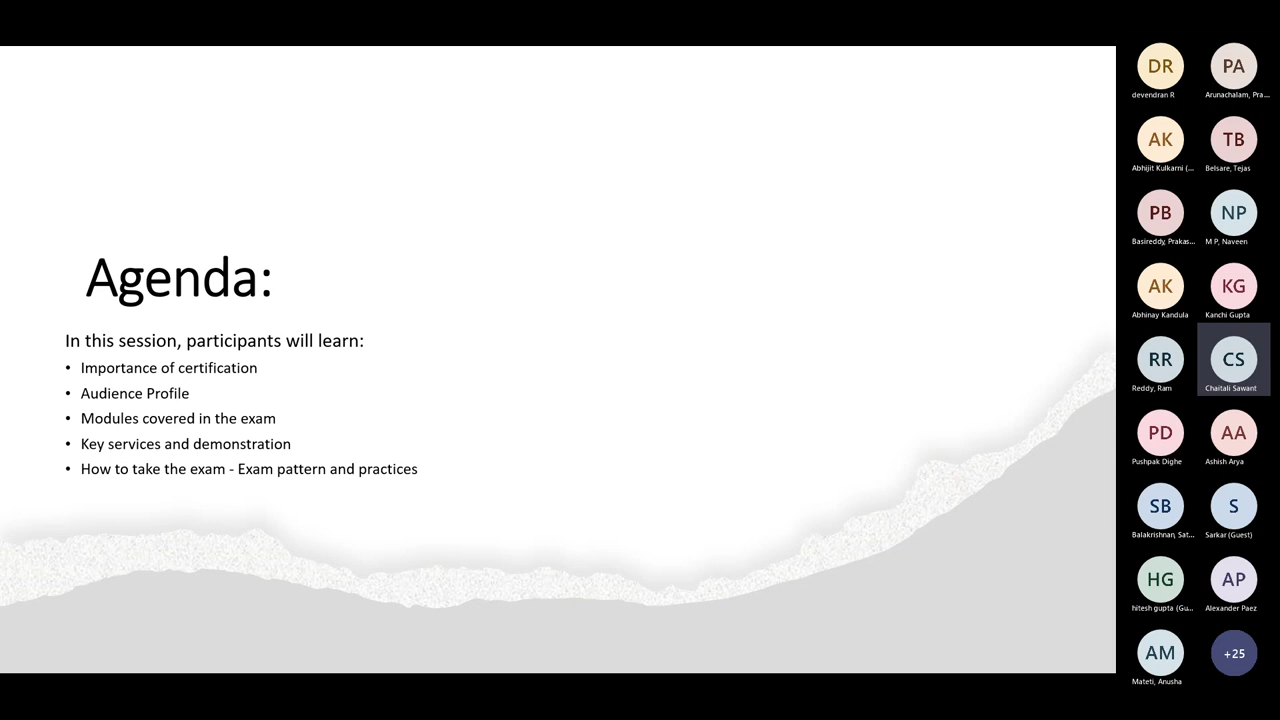 Agenda:
In this session, participants will learn:
• Importance of certification
• Audience Profile
• Modules covered in the exam
• Key services and demonstration
• How to take the exam - Exam pattern and practices
DR
devendran R
PA
Arunachalam, Pra...
AK
Abhijit Kulkarni (...
TB
Belsare, Tejas
PB
Basireddy, Prakas...
NP
M P, Naveen
AK
Abhinay Kandula
KG
Kanchi Gupta
RR
Reddy, Ram
CS
Chaitali Sawant
PD
Pushpak Dighe
AA
Ashish Arya
SB
Balakrishnan, Sat...
S
Sarkar (Guest)
HG
hitesh gupta (Gu...
AP
Alexander Paez
AM
Mateti, Anusha
+25